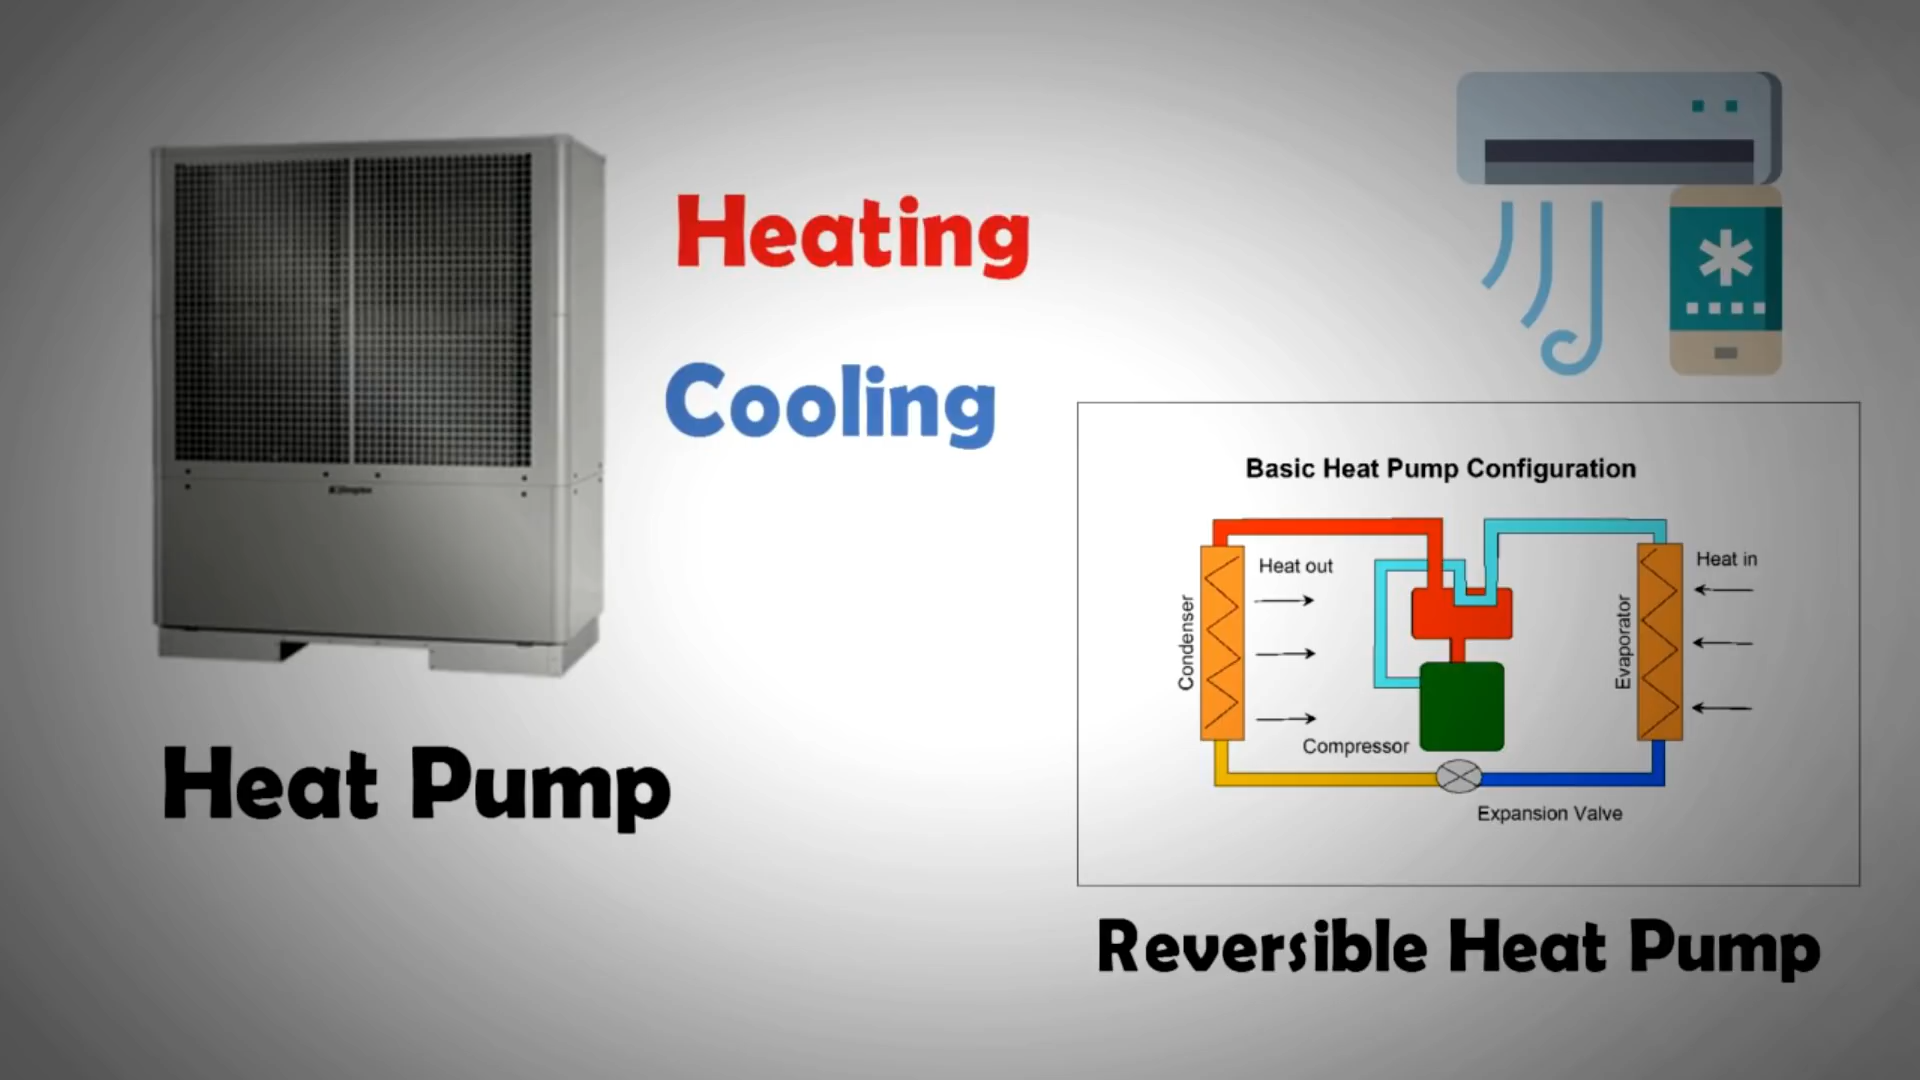 Heating
Cooling
Heat Pump
Basic Heat Pump Configuration
Heat out
Heat in
Condenser
Evaporator
Compressor
Expansion Valve
Reversible Heat Pump